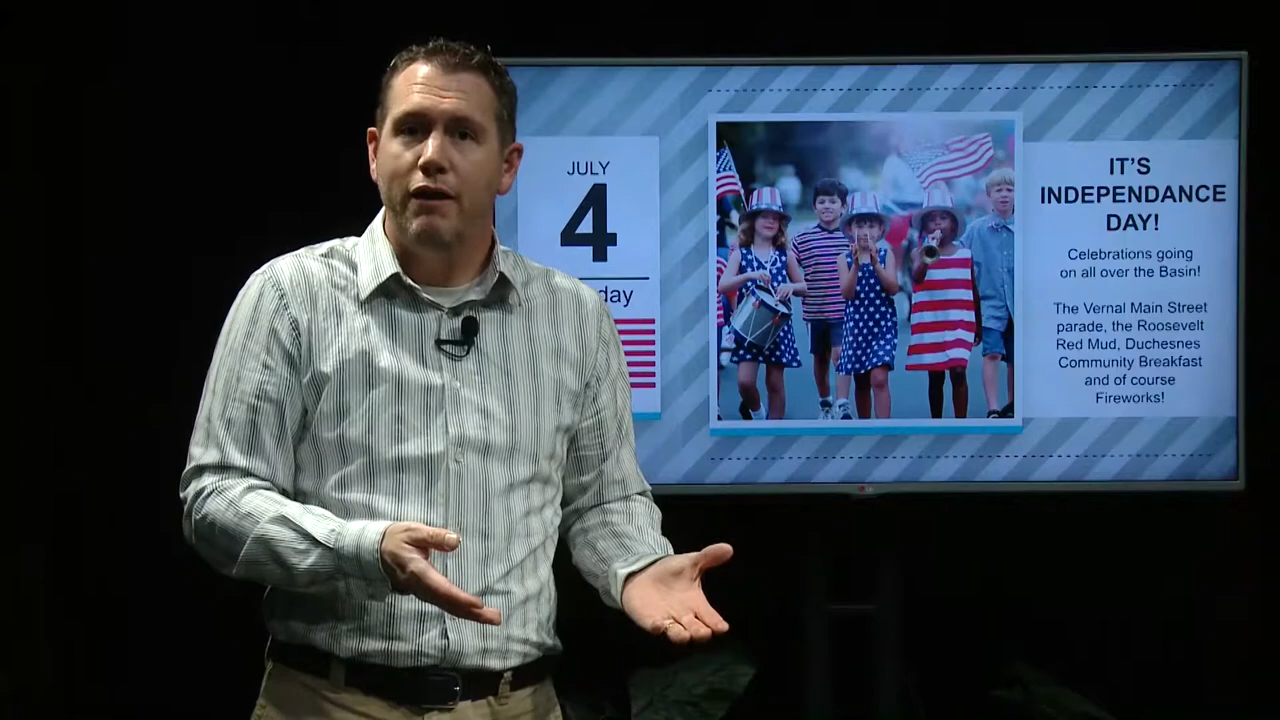 JULY
4
day
IT'S
INDEPENDANCE
DAY!
Celebrations going
on all over the Basin!
The Vernal Main Street
parade, the Roosevelt
Red Mud, Duchesnes
Community Breakfast
and of course
Fireworks!
LG